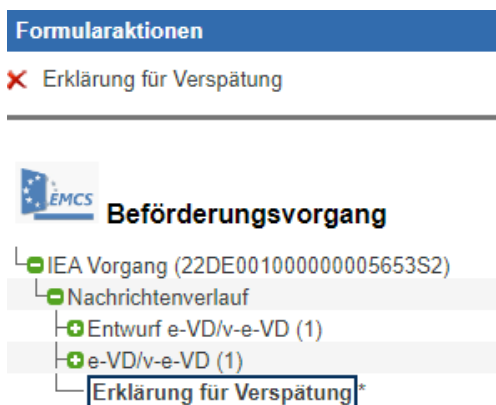 Formularaktionen
Erklärung für Verspätung
EMCS
Beförderungsvorgang
IEA Vorgang (22DE001000000005653S2)
Nachrichtenverlauf
Entwurf e-VD/v-e-VD (1)
e-VD/v-e-VD (1)
Erklärung für Verspätung*